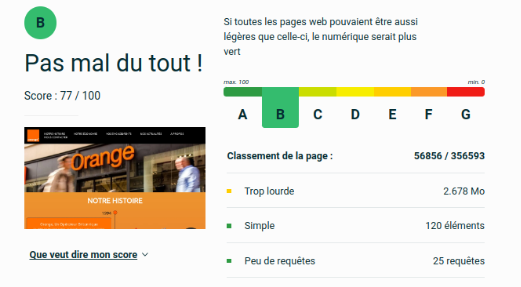 B
Pas mal du tout !
Score : 77 / 100
Orange
NOTRE HISTOIRE
Que veut dire mon score
Si toutes les pages web pouvaient être aussi
légères que celle-ci, le numérique serait plus
vert
max. 100 min. 0
A B C D E F G
Classement de la page : 56856 / 356593
Trop lourde 2.678 Mo
Simple 120 éléments
Peu de requêtes 25 requêtes